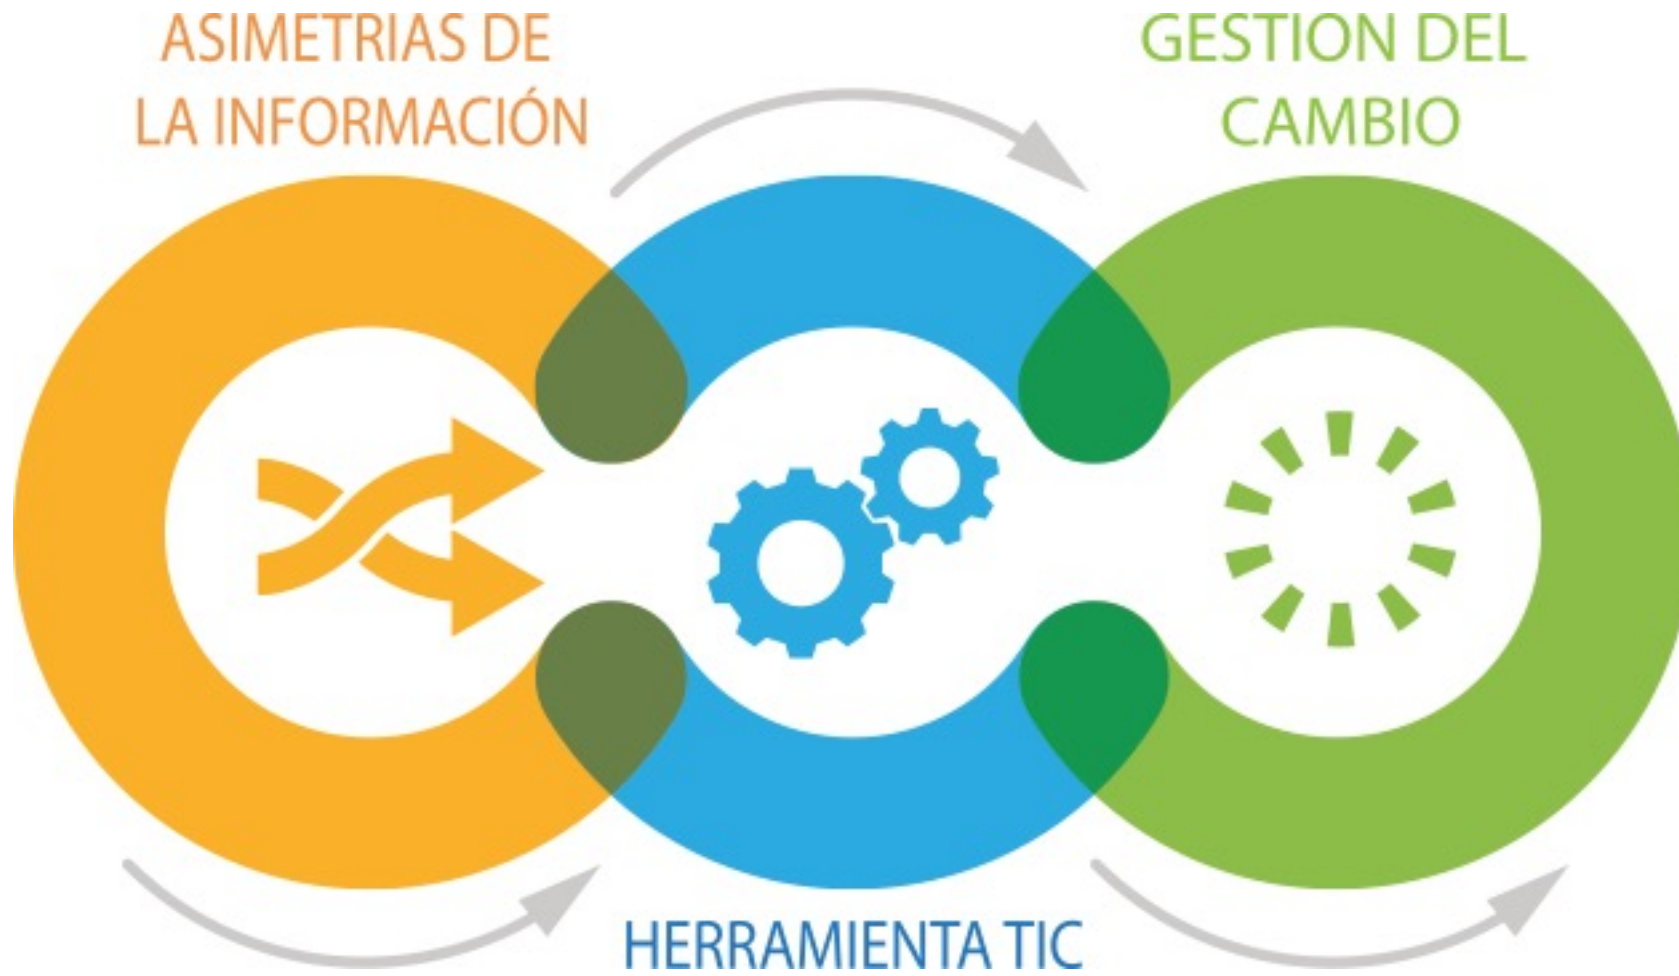 ASIMETRIAS DE
LA INFORMACIÓN
GESTION DEL
CAMBIO
HERRAMIENTA TIC